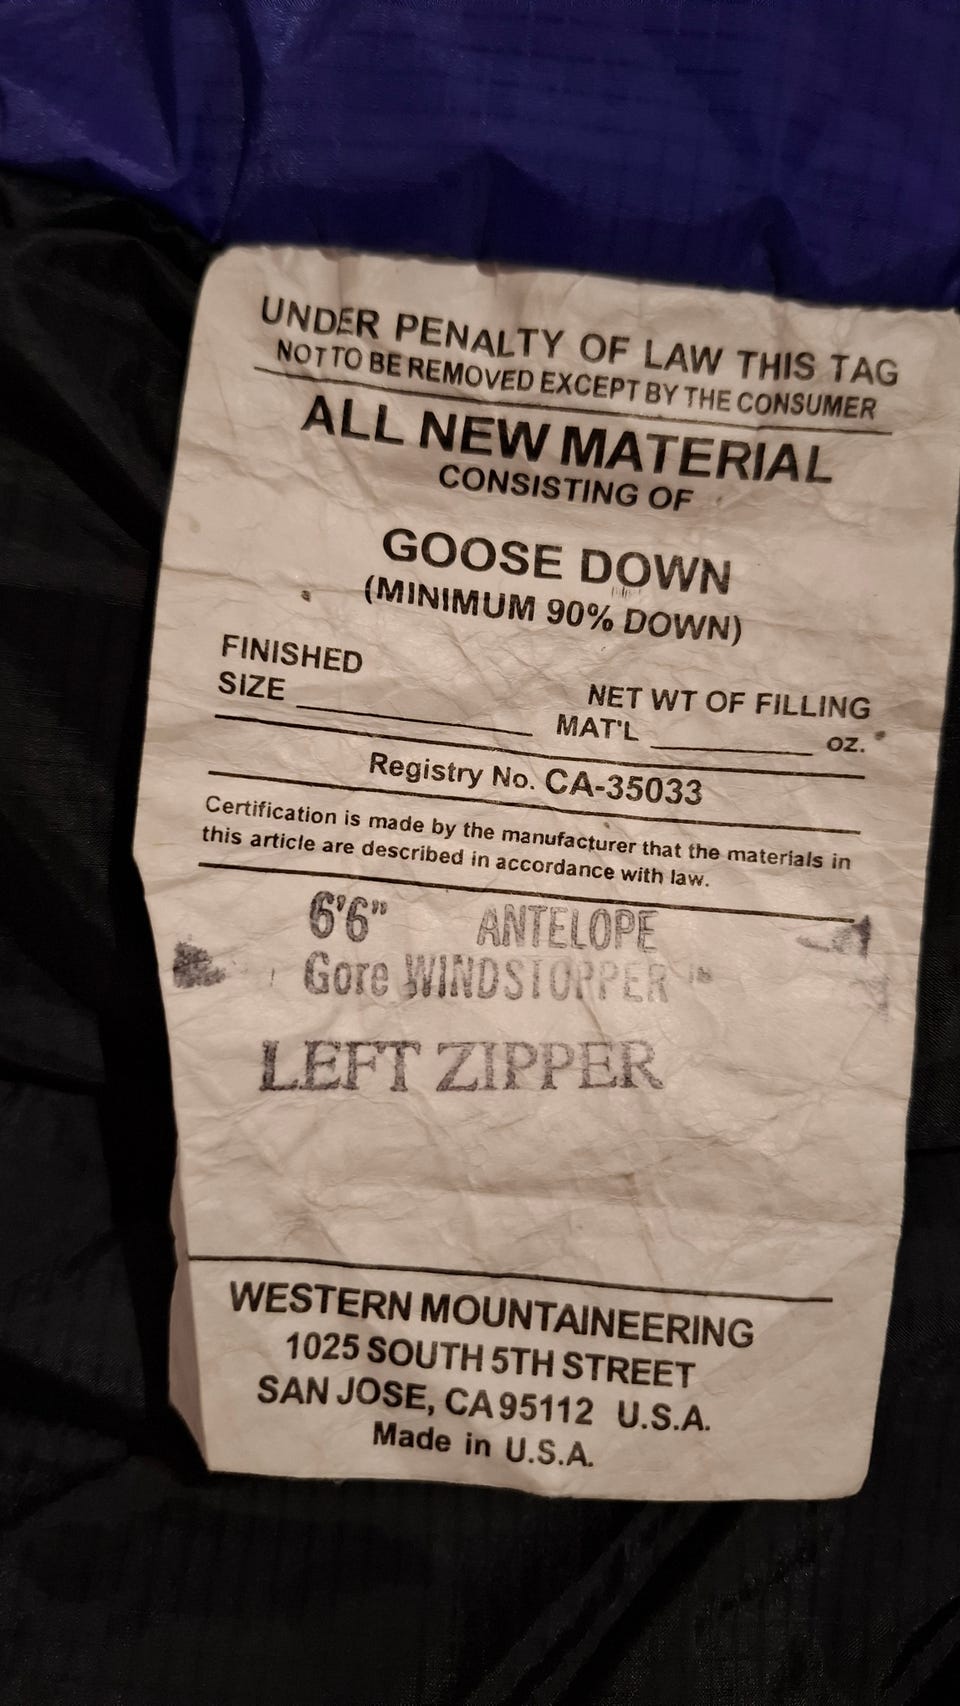 UNDER PENALTY OF LAW THIS TAG
NOT TO BE REMOVED EXCEPT BY THE CONSUMER
ALL NEW MATERIAL
CONSISTING OF
GOOSE DOWN
(MINIMUM 90% DOWN)
FINISHED
SIZE
NET WT OF FILLING
MAT'L oz.
Registry No. CA-35033
Certification is made by the manufacturer that the materials in
this article are described in accordance with law.
6'6" ANTELOPE
Gore WINDSTOPPER
LEFT ZIPPER
WESTERN MOUNTAINEERING
1025 SOUTH 5TH STREET
SAN JOSE, CA 95112 U.S.A.
Made in U.S.A.